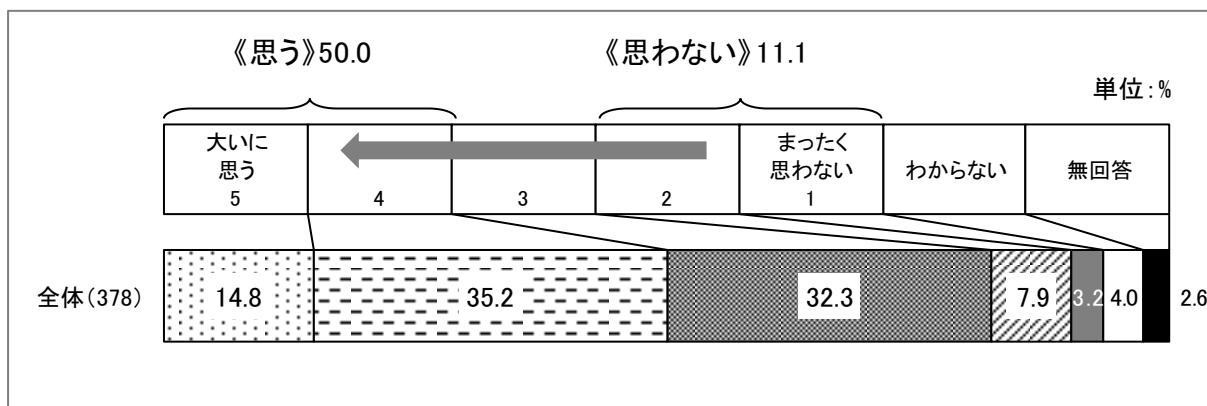 《思う》50.0 《思わない》11.1
単位：％
大いに
思う
5
4
3
2
まったく
思わない
1
わからない
無回答
全体（378）
14.8
35.2
32.3
7.9
3.2
4.0
2.6